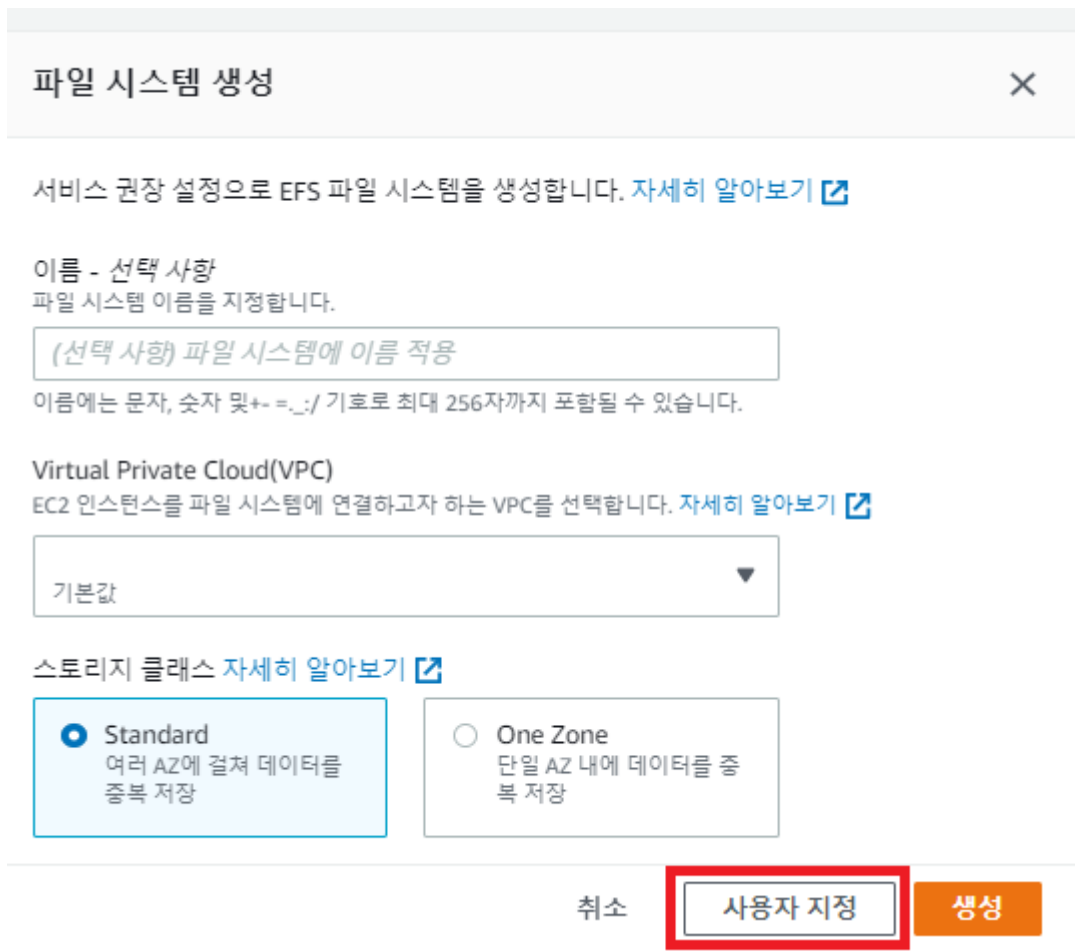 파일 시스템 생성
서비스 권장 설정으로 EFS 파일 시스템을 생성합니다. 자세히 알아보기
이름 - 선택 사항
파일 시스템 이름을 지정합니다.
(선택 사항) 파일 시스템에 이름 적용
이름에는 문자, 숫자 및+- =._:/ 기호로 최대 256자까지 포함될 수 있습니다.
Virtual Private Cloud(VPC)
EC2 인스턴스를 파일 시스템에 연결하고자 하는 VPC를 선택합니다. 자세히 알아보기
기본값
스토리지 클래스 자세히 알아보기
Standard
여러 AZ에 걸쳐 데이터를
중복 저장
One Zone
단일 AZ 내에 데이터를 중
복 저장
취소
사용자 지정
생성